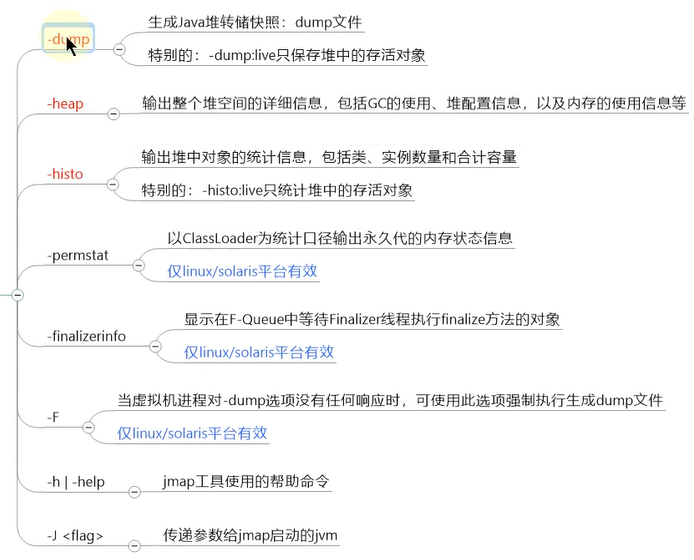 -dump
生成Java堆转储快照：dump文件
特别的：-dump:live只保存堆中的存活对象
-heap
输出整个堆空间的详细信息，包括GC的使用、堆配置信息，以及内存的使用信息等
-histo
输出堆中对象的统计信息，包括类、实例数量和合计容量
特别的：-histo:live只统计堆中的存活对象
-permstat
以ClassLoader为统计口径输出永久代的内存状态信息
仅linux/solaris平台有效
-finalizerinfo
显示在F-Queue中等待Finalizer线程执行finalize方法的对象
仅linux/solaris平台有效
-F
当虚拟机进程对-dump选项没有任何响应时，可使用此选项强制执行生成dump文件
仅linux/solaris平台有效
-h | -help
jmap工具使用的帮助命令
-J <flag>
传递参数给jmap启动的jvm